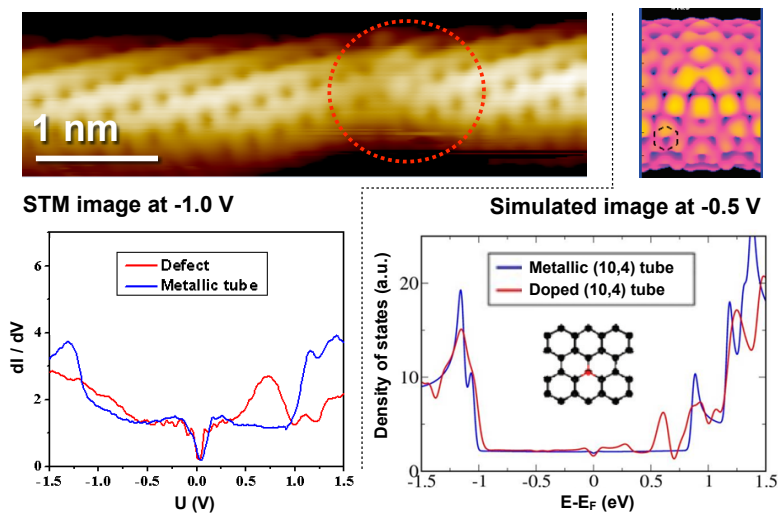 1 nm
STM image at -1.0 V
Simulated image at -0.5 V
Defect
Metallic tube
dI / dV
6
4
2
0
-1.5 -1.0 -0.5 0.0 0.5 1.0 1.5
U (V)
Metallic (10,4) tube
Doped (10,4) tube
Density of states (a.u.)
20
10
0
-1.5 -1 -0.5 0 0.5 1 1.5
E-EF (eV)